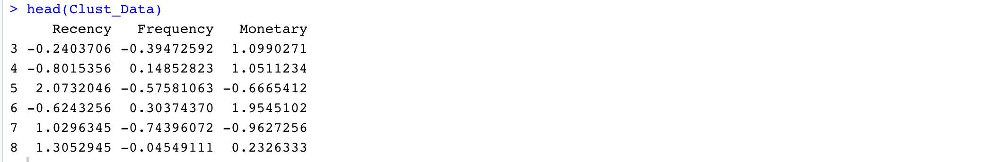 > head(Clust_Data)
Recency Frequency Monetary
3 -0.2403706 -0.39472592 1.0990271
4 -0.8015356 0.14852823 1.0511234
5 2.0732046 -0.57581063 -0.6665412
6 -0.6243256 0.30374370 1.9545102
7 1.0296345 -0.74396072 -0.9627256
8 1.3052945 -0.04549111 0.2326333